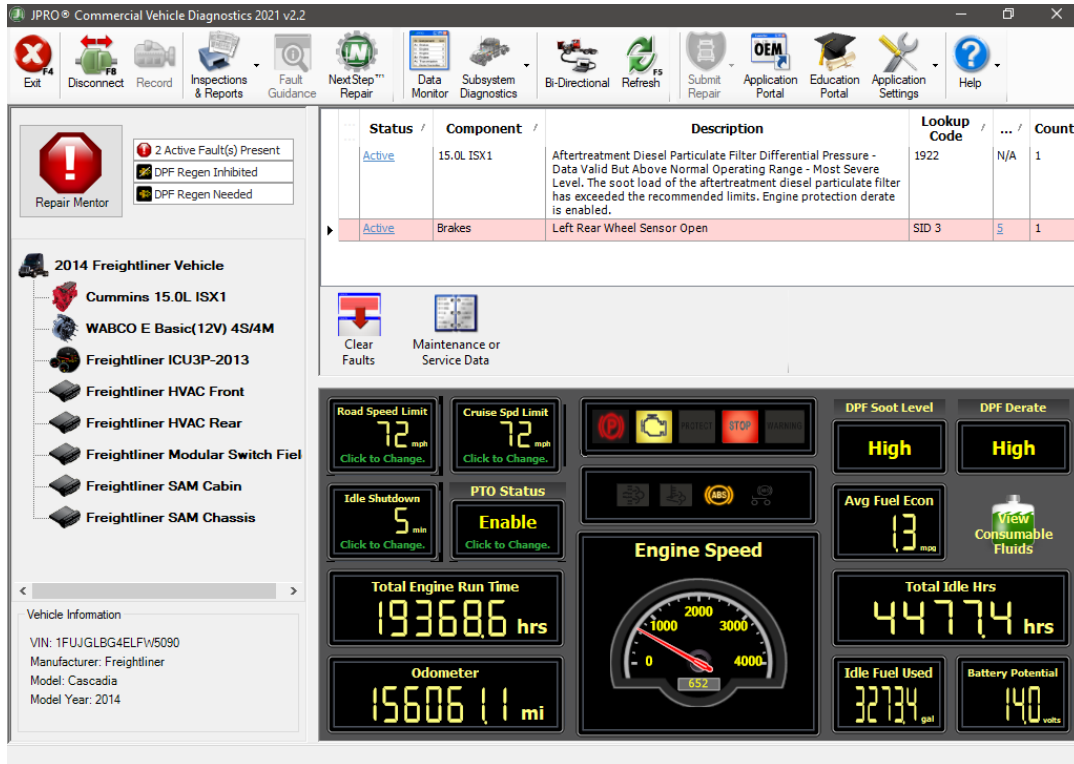 JPRO® Commercial Vehicle Diagnostics 2021 v2.2
Exit F4
Disconnect F8
Record
Inspections & Reports
Fault Guidance
NextStep™ Repair
Data Monitor
Subsystem Diagnostics
Bi-Directional
Refresh F5
Submit Repair
OEM
Application Portal
Education Portal
Application Settings
Help
Repair Mentor
2 Active Fault(s) Present
DPF Regen Inhibited
DPF Regen Needed
2014 Freightliner Vehicle
Cummins 15.0L ISX1
WABCO E Basic(12V) 4S/4M
Freightliner ICU3P-2013
Freightliner HVAC Front
Freightliner HVAC Rear
Freightliner Modular Switch Fiel
Freightliner SAM Cabin
Freightliner SAM Chassis
Vehicle Information
VIN: 1FUJGLBG4ELFW5090
Manufacturer: Freightliner
Model: Cascadia
Model Year: 2014
Status / Component / Description Lookup Code / ... / Count
Active 15.0L ISX1 Aftertreatment Diesel Particulate Filter Differential Pressure - 1922 N/A 1
Data Valid But Above Normal Operating Range - Most Severe
Level. The soot load of the aftertreatment diesel particulate filter
has exceeded the recommended limits. Engine protection derate
is enabled.
Active Brakes Left Rear Wheel Sensor Open SID 3 5 1
Clear Faults
Maintenance or Service Data
Road Speed Limit
72 mph
Click to Change.
Cruise Spd Limit
72 mph
Click to Change.
Idle Shutdown
5 min
Click to Change.
PTO Status
Enable
Click to Change.
PROTECT
STOP
WARNING
ABS
DPF Soot Level
High
DPF Derate
High
Avg Fuel Econ
1.3 mpg
View Consumable Fluids
Engine Speed
0 1000 2000 3000 4000
652
Total Engine Run Time
19368.6 hrs
Odometer
156061.1 mi
Total Idle Hrs
4477.4 hrs
Idle Fuel Used
3273.4 gal
Battery Potential
14.0 volts